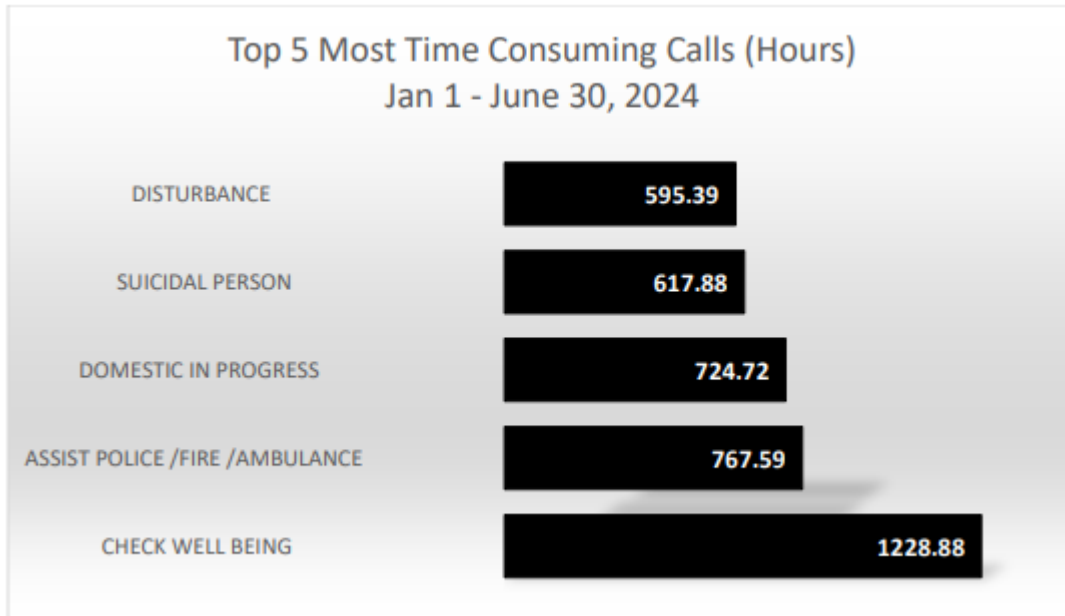 Top 5 Most Time Consuming Calls (Hours)
Jan 1 - June 30, 2024
DISTURBANCE 595.39
SUICIDAL PERSON 617.88
DOMESTIC IN PROGRESS 724.72
ASSIST POLICE /FIRE /AMBULANCE 767.59
CHECK WELL BEING 1228.88